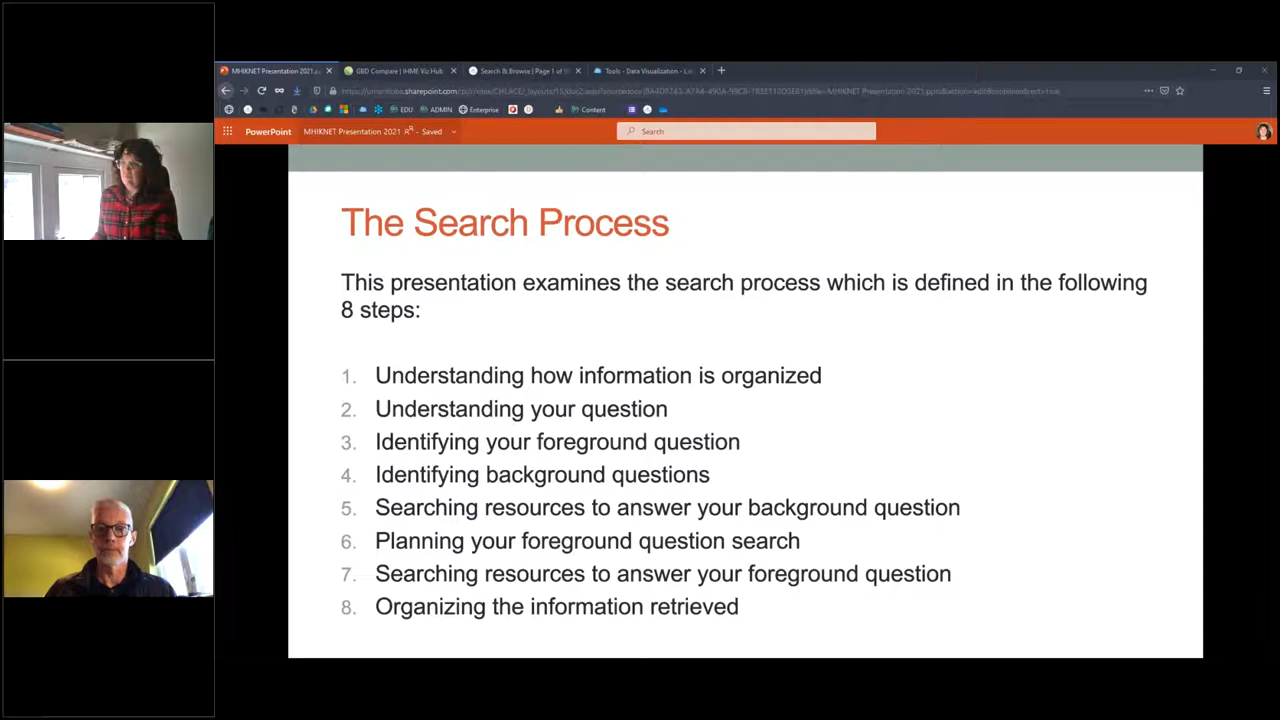 MHIKNET Presentation 2021.p
GBD Compare | IHME Viz Hub
Search & Browse | Page 1 of
Tools - Data Visualization - L
EDU
ADMIN
Enterprise
Content
PowerPoint
MHIKNET Presentation 2021
- Saved
Search
The Search Process
This presentation examines the search process which is defined in the following
8 steps:
1. Understanding how information is organized
2. Understanding your question
3. Identifying your foreground question
4. Identifying background questions
5. Searching resources to answer your background question
6. Planning your foreground question search
7. Searching resources to answer your foreground question
8. Organizing the information retrieved